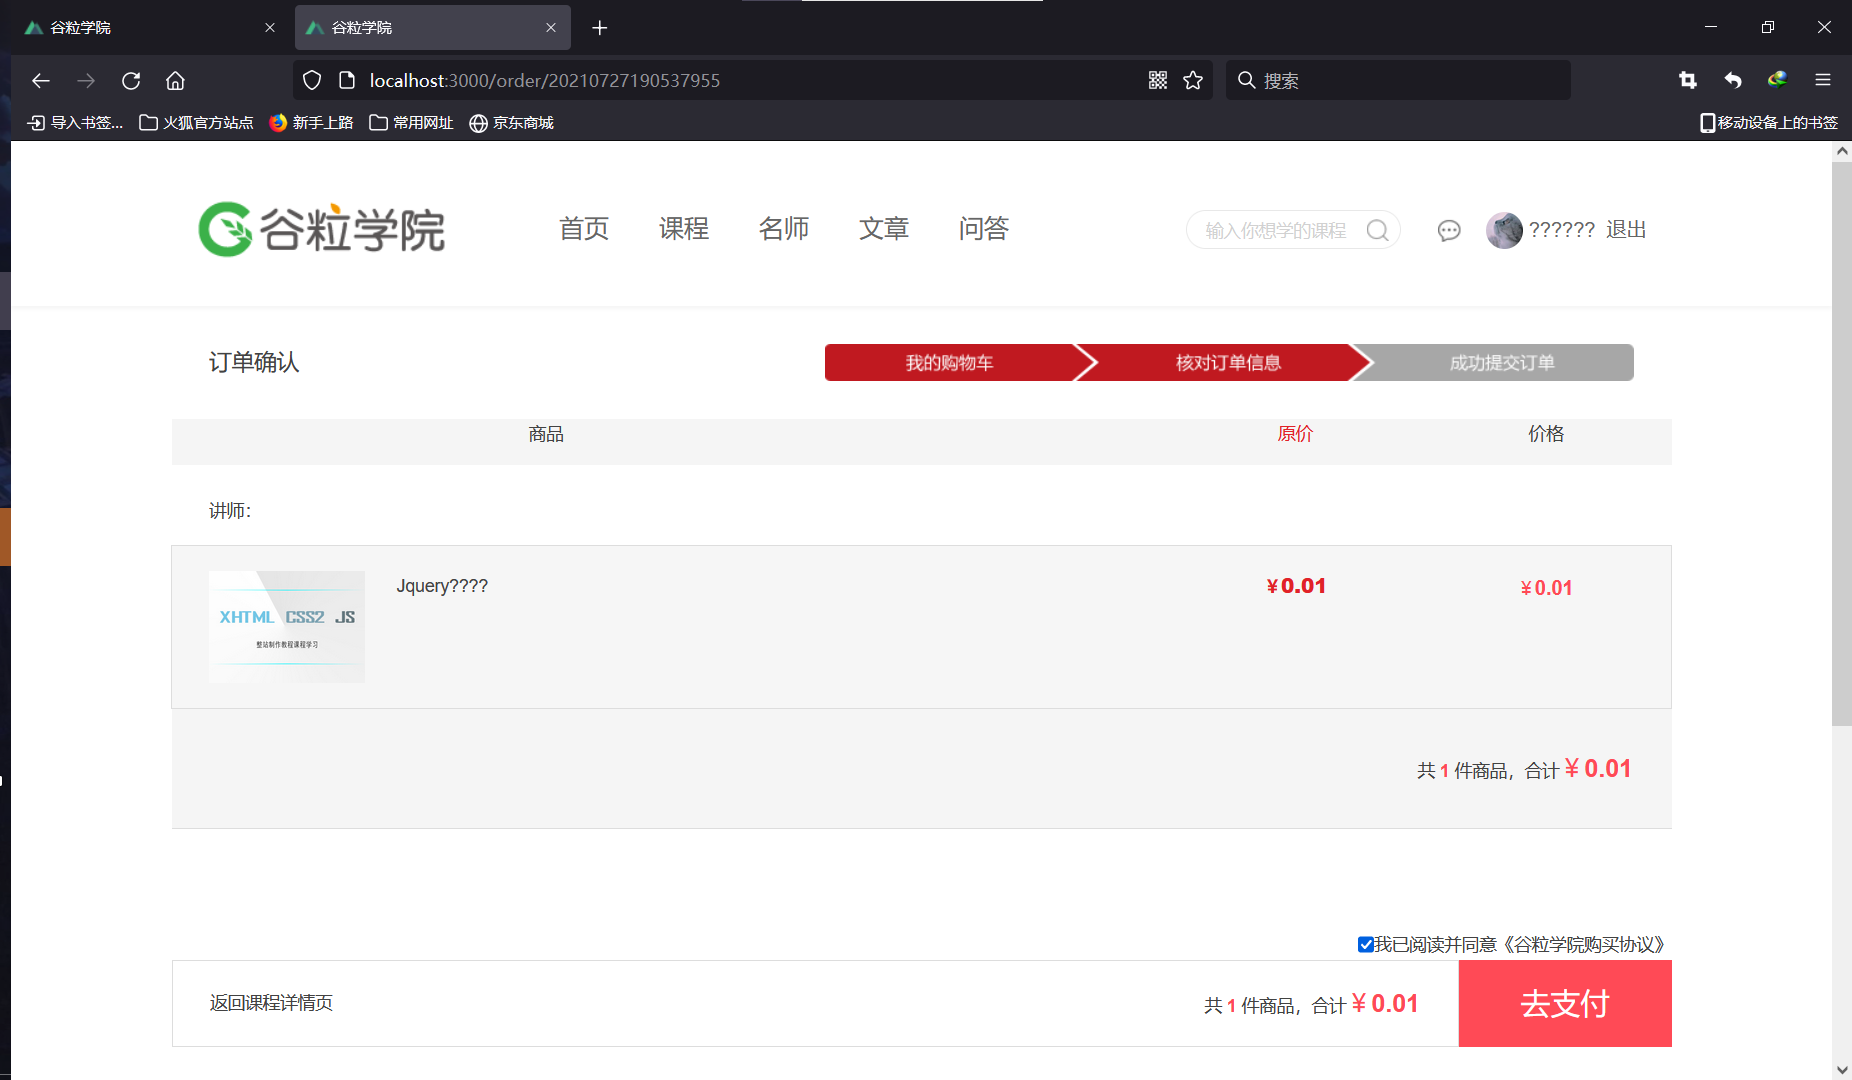 谷粒学院
谷粒学院
localhost:3000/order/20210727190537955
搜索
导入书签...
火狐官方站点
新手上路
常用网址
京东商城
移动设备上的书签
谷粒学院
首页
课程
名师
文章
问答
输入你想学的课程
??????
退出
订单确认
我的购物车
核对订单信息
成功提交订单
商品
原价
价格
讲师：
XHTML CSS2 JS
整站制作教程课程学习
Jquery????
￥0.01
￥0.01
共 1 件商品，合计￥0.01
我已阅读并同意《谷粒学院购买协议》
返回课程详情页
共 1 件商品，合计￥0.01
去支付